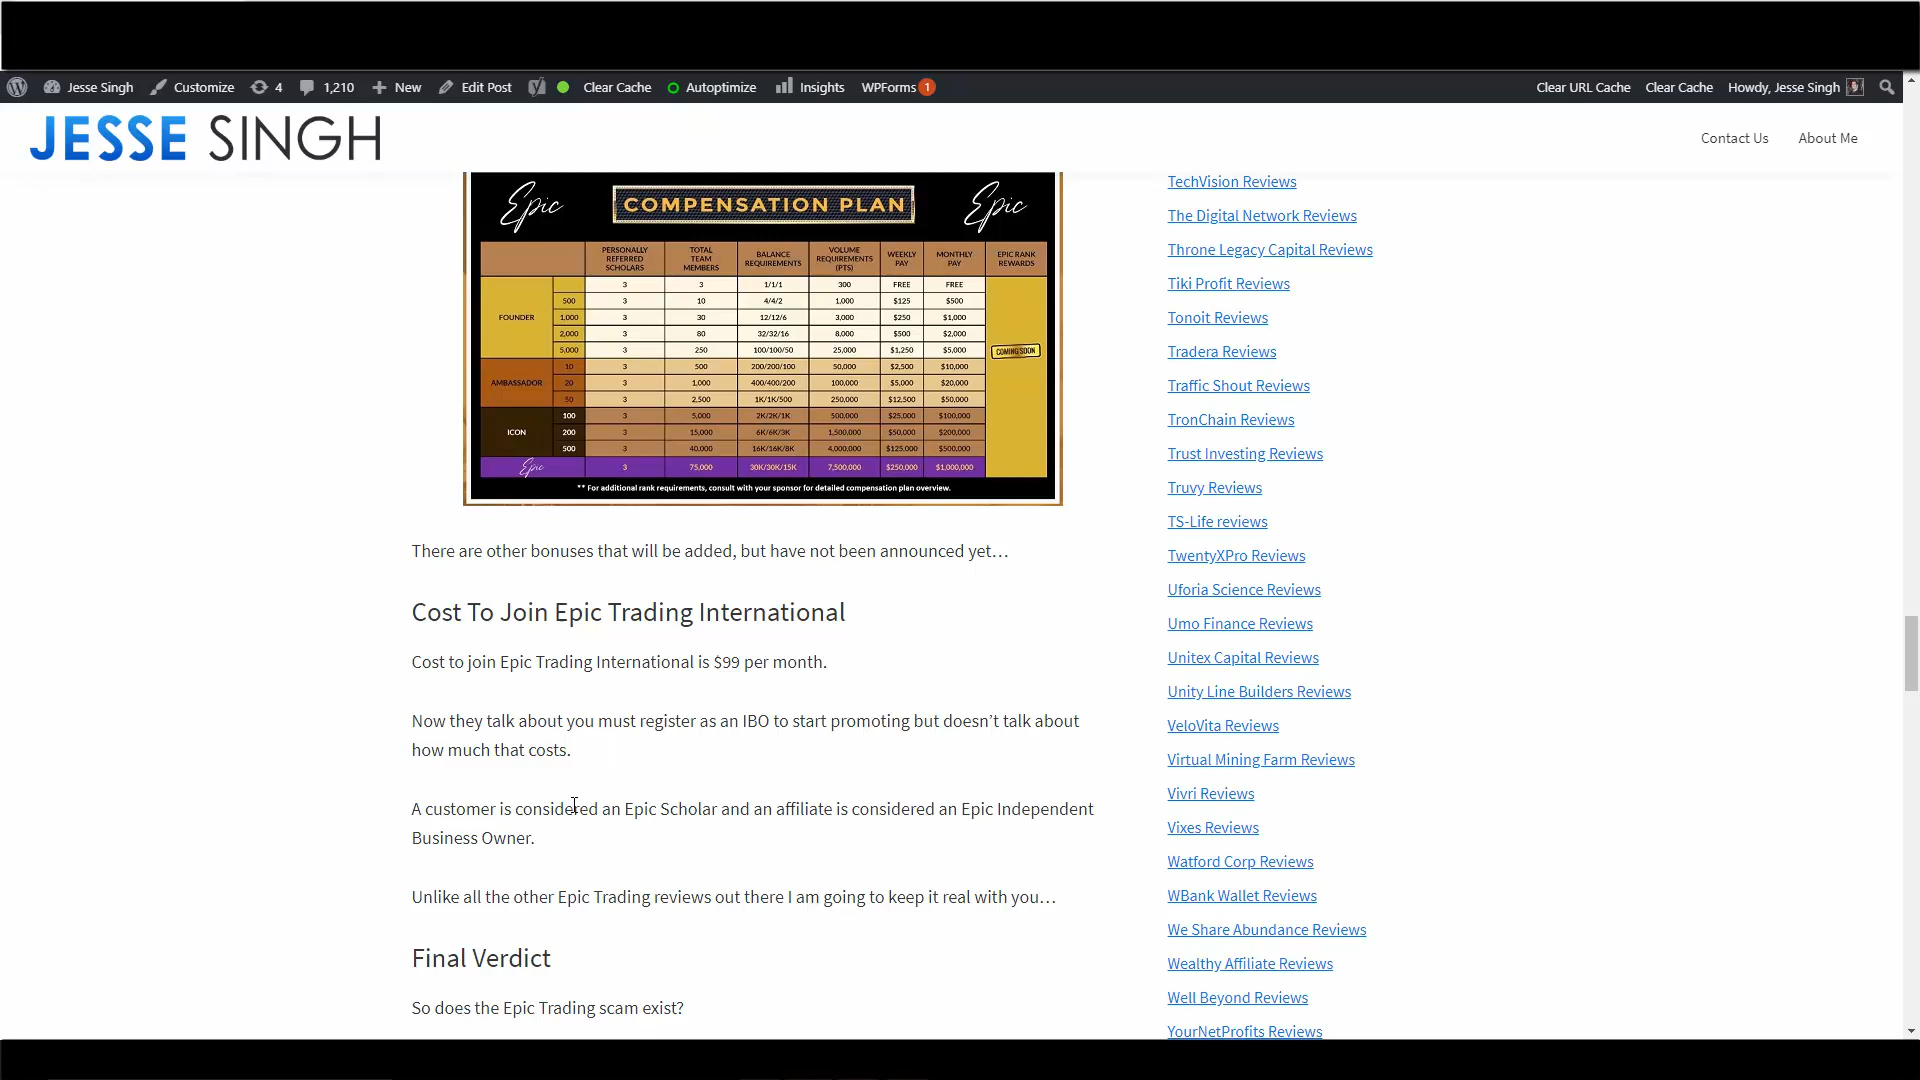 Jesse Singh Customize 4 1,210 New Edit Post Clear Cache Autoptimize Insights WPForms 1 Clear URL Cache Clear Cache Howdy, Jesse Singh
JESSE SINGH
Contact Us About Me
Epic COMPENSATION PLAN Epic
PERSONALLY REFERRED SCHOLARS TOTAL TEAM MEMBERS BALANCE REQUIREMENTS VOLUME REQUIREMENTS (PTS) WEEKLY PAY MONTHLY PAY EPIC RANK REWARDS
3 3 1/1/1 300 FREE FREE
500 3 10 4/4/2 1,000 $125 $500
FOUNDER 1,000 3 30 12/12/6 3,000 $250 $1,000
2,000 3 80 32/32/16 8,000 $500 $2,000
5,000 3 250 100/100/50 25,000 $1,250 $5,000 COMING SOON
10 3 500 200/200/100 50,000 $2,500 $10,000
AMBASSADOR 20 3 1,000 400/400/200 100,000 $5,000 $20,000
50 3 2,500 1K/1K/500 250,000 $12,500 $50,000
100 3 5,000 2K/2K/1K 500,000 $25,000 $100,000
ICON 200 3 15,000 6K/6K/3K 1,500,000 $50,000 $200,000
500 3 40,000 16K/16K/8K 4,000,000 $125,000 $500,000
Epic 3 75,000 30K/30K/15K 7,500,000 $250,000 $1,000,000
** For additional rank requirements, consult with your sponsor for detailed compensation plan overview.
There are other bonuses that will be added, but have not been announced yet…
Cost To Join Epic Trading International
Cost to join Epic Trading International is $99 per month.
Now they talk about you must register as an IBO to start promoting but doesn’t talk about
how much that costs.
A customer is considered an Epic Scholar and an affiliate is considered an Epic Independent
Business Owner.
Unlike all the other Epic Trading reviews out there I am going to keep it real with you…
Final Verdict
So does the Epic Trading scam exist?
TechVision Reviews
The Digital Network Reviews
Throne Legacy Capital Reviews
Tiki Profit Reviews
Tonoit Reviews
Tradera Reviews
Traffic Shout Reviews
TronChain Reviews
Trust Investing Reviews
Truvy Reviews
TS-Life reviews
TwentyXPro Reviews
Uforia Science Reviews
Umo Finance Reviews
Unitex Capital Reviews
Unity Line Builders Reviews
VeloVita Reviews
Virtual Mining Farm Reviews
Vivri Reviews
Vixes Reviews
Watford Corp Reviews
WBank Wallet Reviews
We Share Abundance Reviews
Wealthy Affiliate Reviews
Well Beyond Reviews
YourNetProfits Reviews